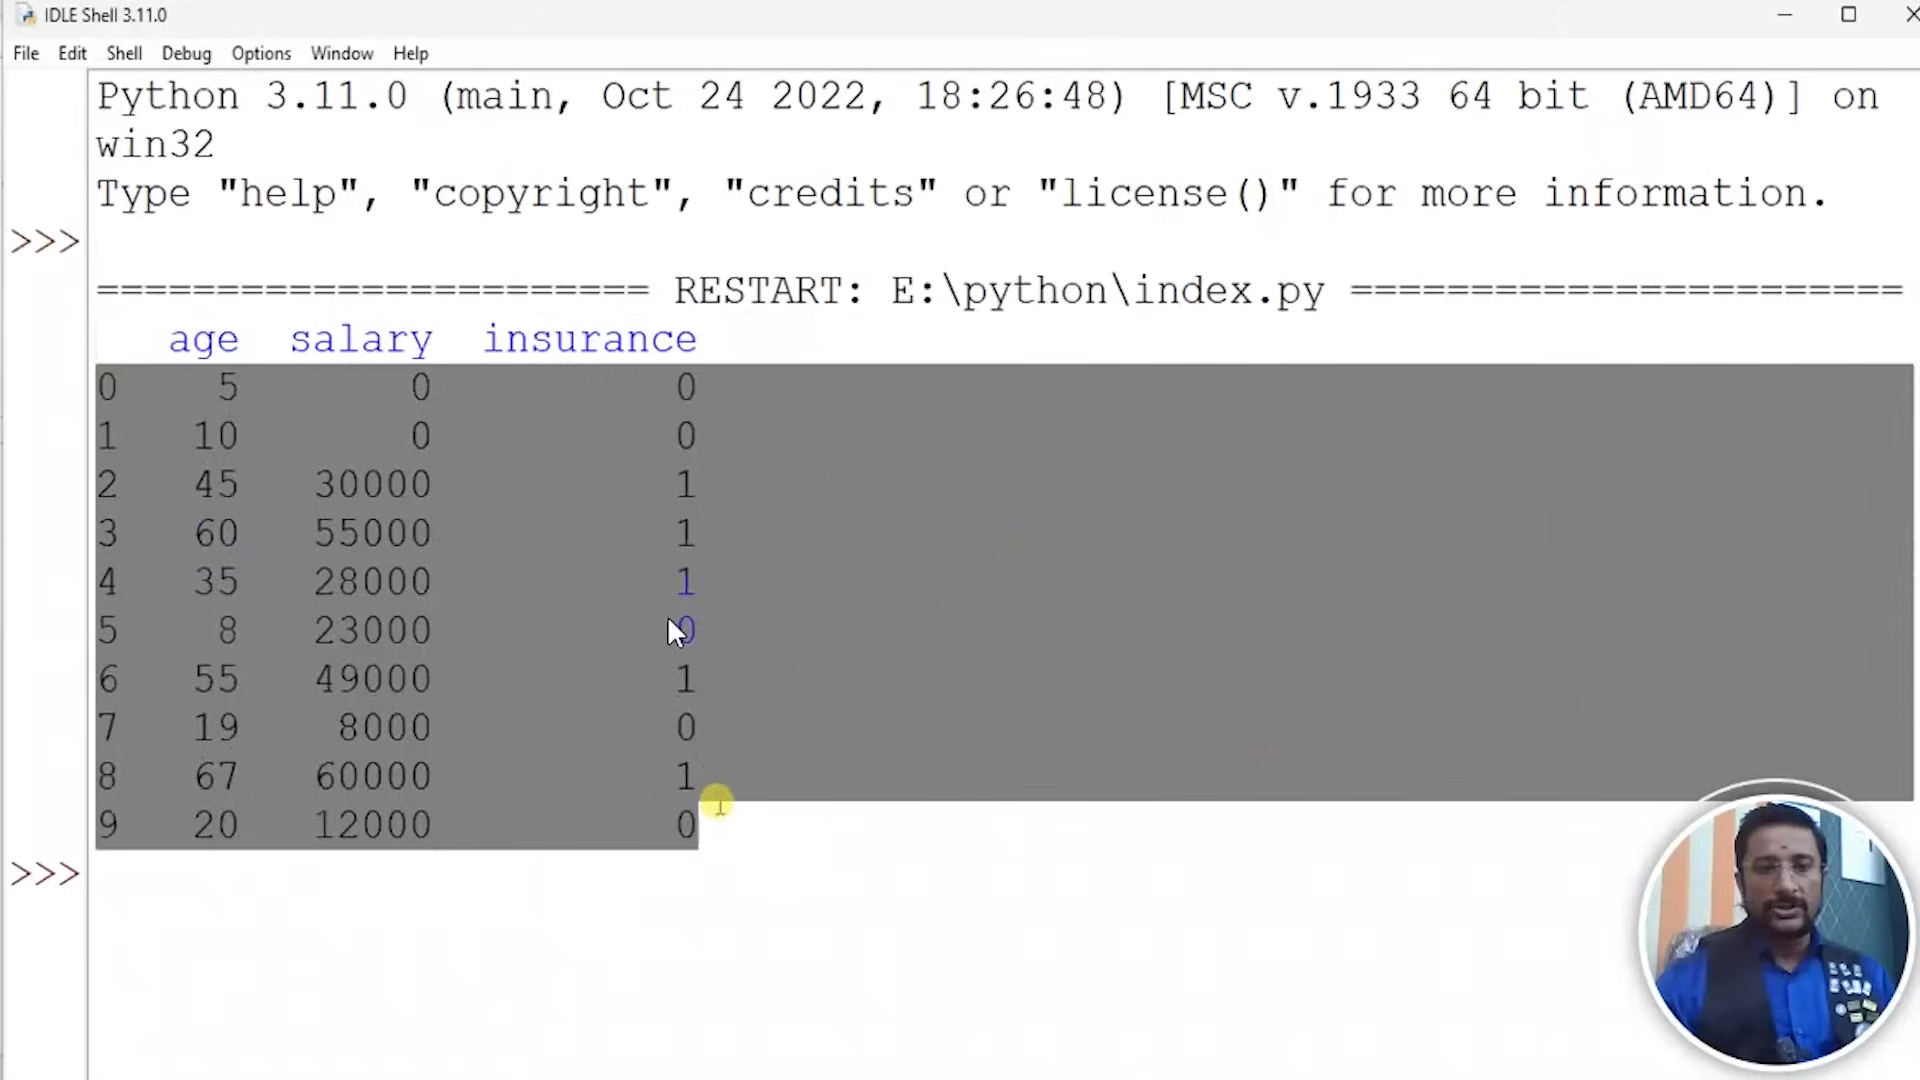 IDLE Shell 3.11.0
File Edit Shell Debug Options Window Help
Python 3.11.0 (main, Oct 24 2022, 18:26:48) [MSC v.1933 64 bit (AMD64)] on
win32
Type "help", "copyright", "credits" or "license()" for more information.
>>>
======================= RESTART: E:\python\index.py =======================
age salary insurance
0 5 0 0
1 10 0 0
2 45 30000 1
3 60 55000 1
4 35 28000 1
5 8 23000 0
6 55 49000 1
7 19 8000 0
8 67 60000 1
9 20 12000 0
>>>